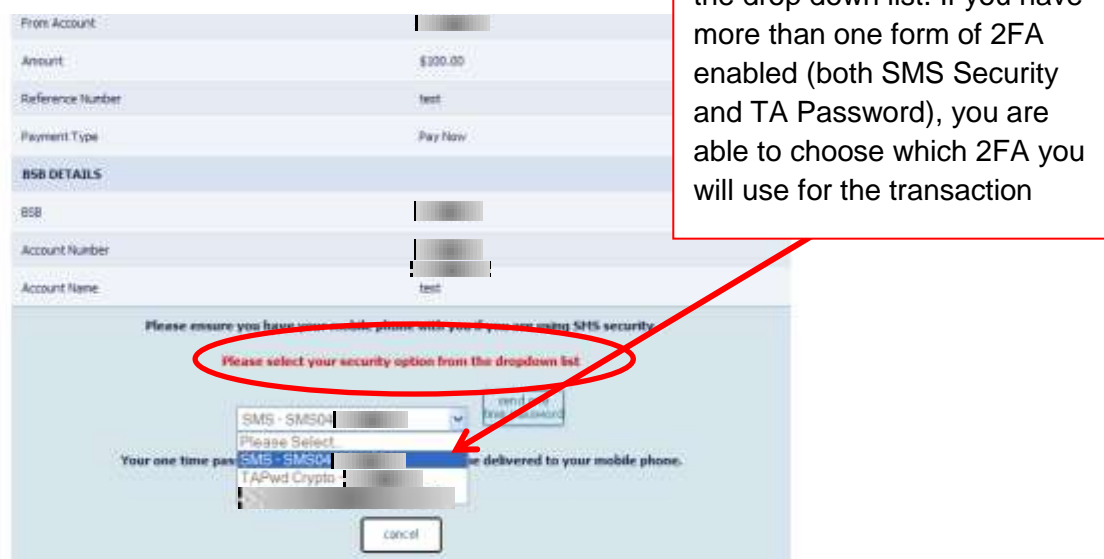 the drop down list. If you have
more than one form of 2FA
enabled (both SMS Security
and TA Password), you are
able to choose which 2FA you
will use for the transaction
From Account
Amount $100.00
Reference Number test
Payment Type Pay Now
BSB DETAILS
BSB
Account Number
Account Name test
Please ensure you have your mobile phone with you if you are using SMS security
Please select your security option from the dropdown list
SMS - SMS04
Please Select
SMS - SMS04
Your one time pas e delivered to your mobile phone.
TAPwd Crypto -
cancel